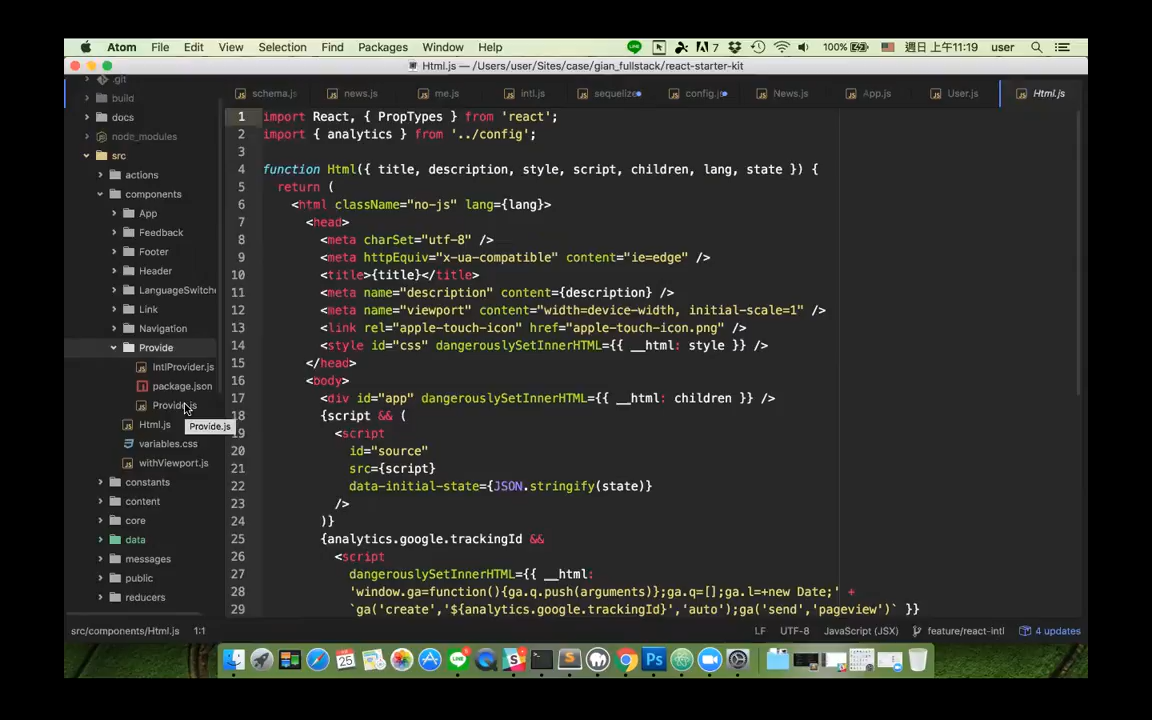 Atom File Edit View Selection Find Packages Window Help 7 100% 週日 上午11:19 user
Html.js — /Users/user/Sites/case/gian_fullstack/react-starter-kit
.git
build
docs
node_modules
src
actions
components
App
Feedback
Footer
Header
LanguageSwitche
Link
Navigation
Provide
IntlProvider.js
package.json
Provide.js
Provide.js
Html.js
variables.css
withViewport.js
constants
content
core
data
messages
public
reducers
schema.js news.js me.js intl.js sequelize config.js News.js App.js User.js Html.js
1 import React, { PropTypes } from 'react';
2 import { analytics } from '../config';
3
4 function Html({ title, description, style, script, children, lang, state }) {
5 return (
6 <html className="no-js" lang={lang}>
7 <head>
8 <meta charSet="utf-8" />
9 <meta httpEquiv="x-ua-compatible" content="ie=edge" />
10 <title>{title}</title>
11 <meta name="description" content={description} />
12 <meta name="viewport" content="width=device-width, initial-scale=1" />
13 <link rel="apple-touch-icon" href="apple-touch-icon.png" />
14 <style id="css" dangerouslySetInnerHTML={{ __html: style }} />
15 </head>
16 <body>
17 <div id="app" dangerouslySetInnerHTML={{ __html: children }} />
18 {script && (
19 <script
20 id="source"
21 src={script}
22 data-initial-state={JSON.stringify(state)}
23 />
24 )}
25 {analytics.google.trackingId &&
26 <script
27 dangerouslySetInnerHTML={{ __html:
28 'window.ga=function(){ga.q.push(arguments)};ga.q=[];ga.l=+new Date;' +
29 `ga('create','${analytics.google.trackingId}','auto');ga('send','pageview')` }}
src/components/Html.js 1:1 LF UTF-8 JavaScript (JSX) feature/react-intl 4 updates